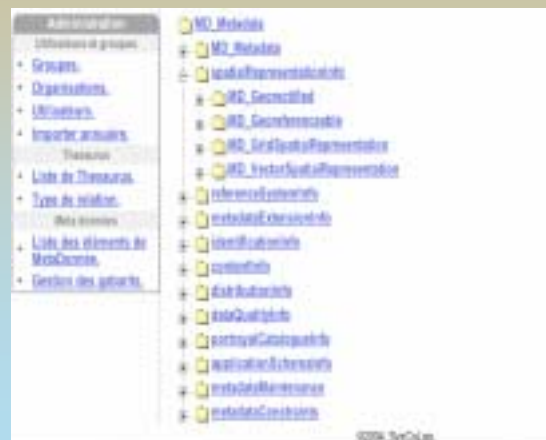 Administration
Utilisateurs et groupes
Groupes.
Organisations.
Utilisateurs.
Importer annuaire.
Thesaurus
Liste de Thesaurus.
Type de relation.
Meta données
Liste des éléments de
MetaDonnée.
Gestion des gabarits.
MD_Metadata
MD_Metadata
spatialRepresentationInfo
MD_Georectified
MD_Georeferenceable
MD_GridSpatialRepresentation
MD_VectorSpatialRepresentation
referenceSystemInfo
metadataExtensionInfo
identificationInfo
contentInfo
distributionInfo
dataQualityInfo
portrayalCatalogueInfo
applicationSchemaInfo
metadataMaintenance
metadataConstraints